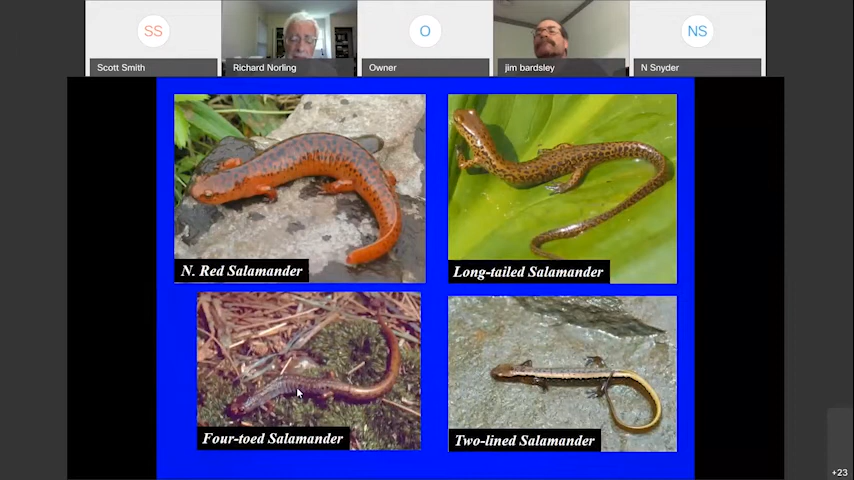 SS
O
NS
Scott Smith
Richard Norling
Owner
jim bardsley
N Snyder
N. Red Salamander
Long-tailed Salamander
Four-toed Salamander
Two-lined Salamander
+23